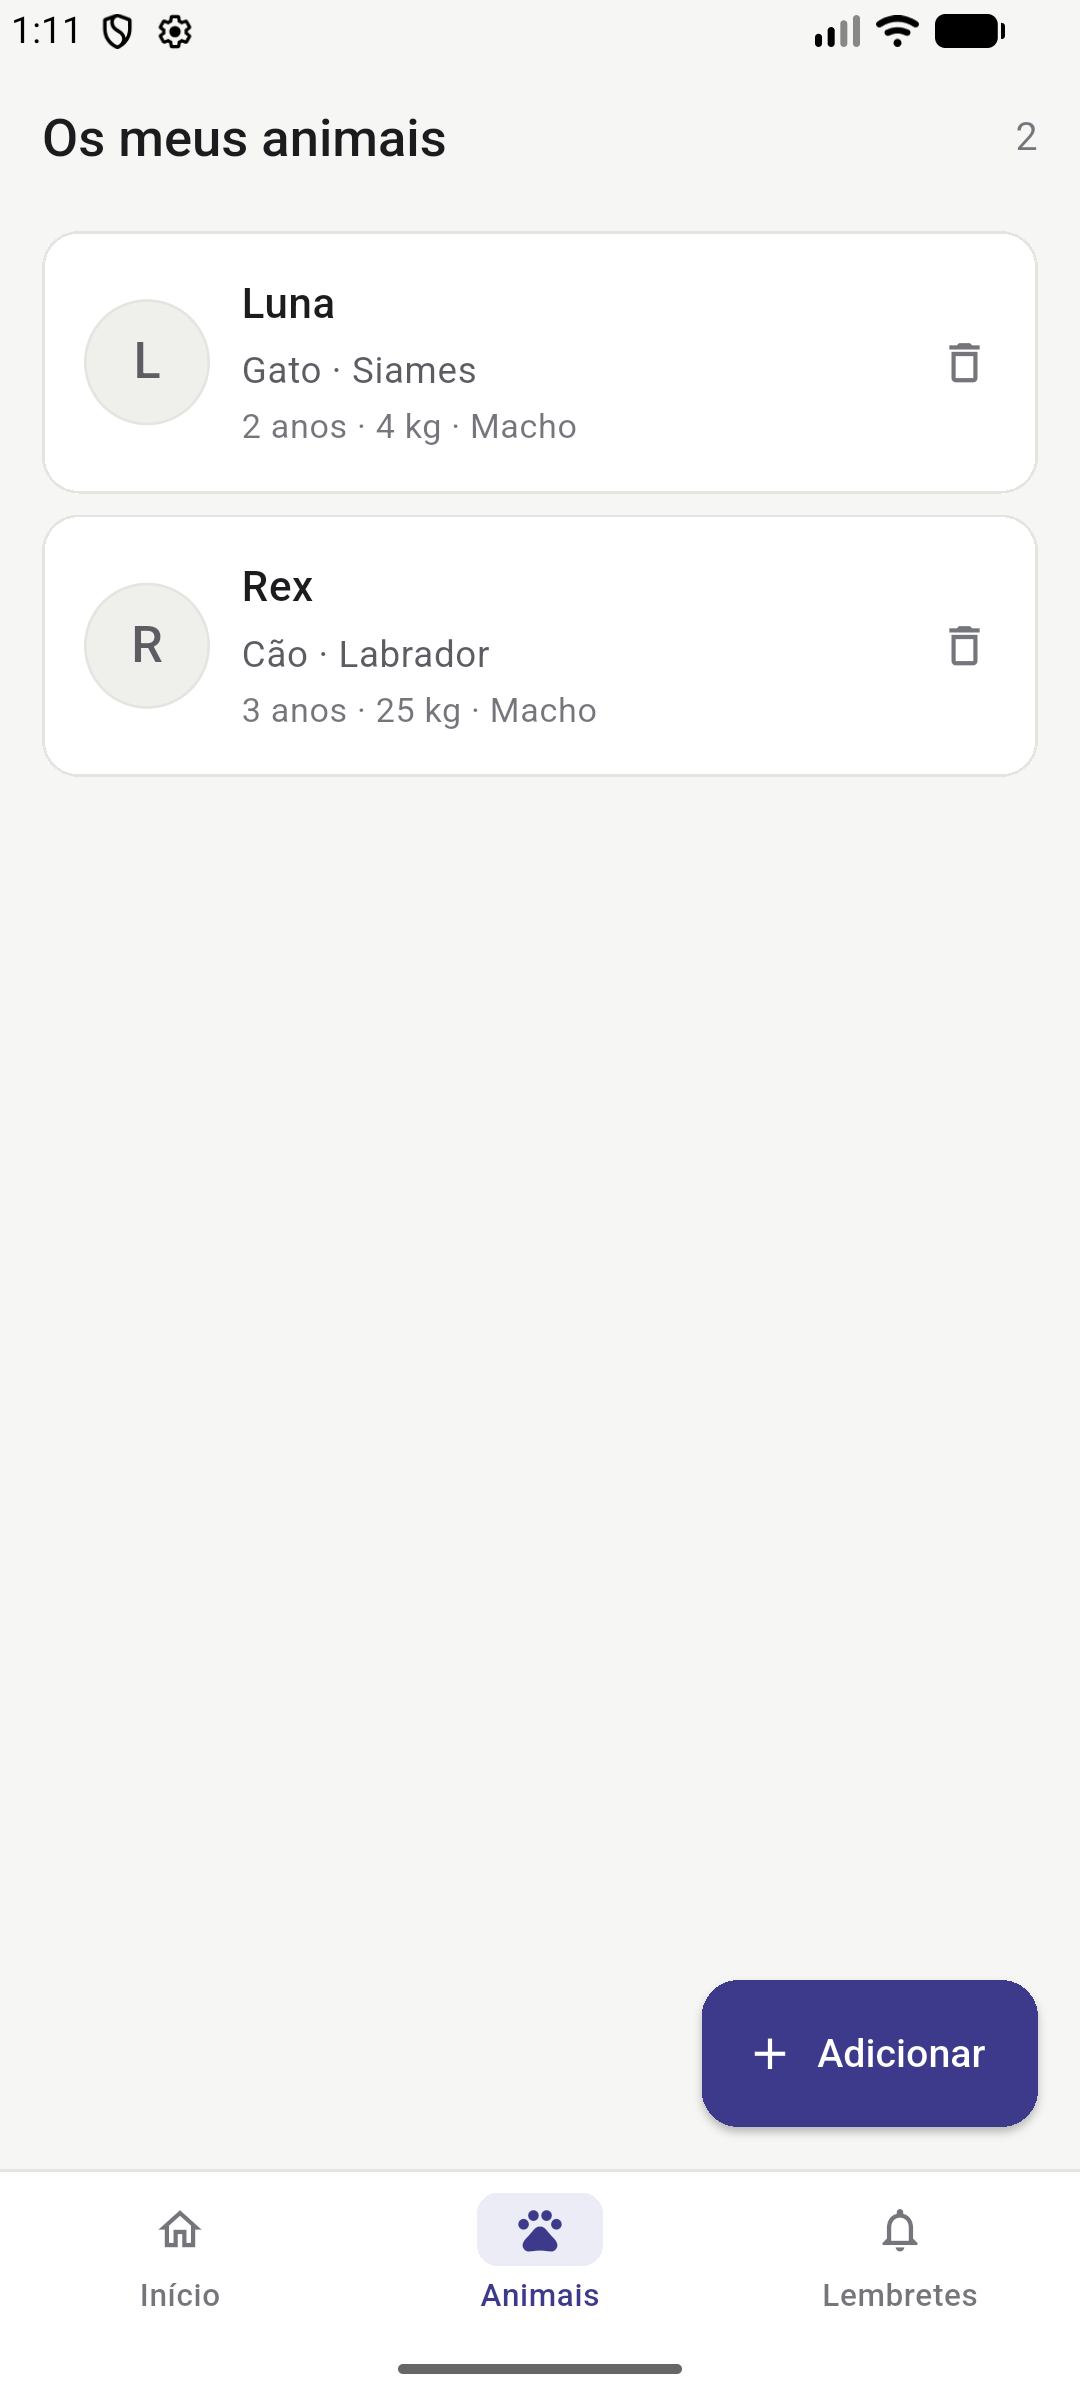 1:11
Os meus animais
2
L
Luna
Gato · Siames
2 anos · 4 kg · Macho
R
Rex
Cão · Labrador
3 anos · 25 kg · Macho
+ Adicionar
Início
Animais
Lembretes